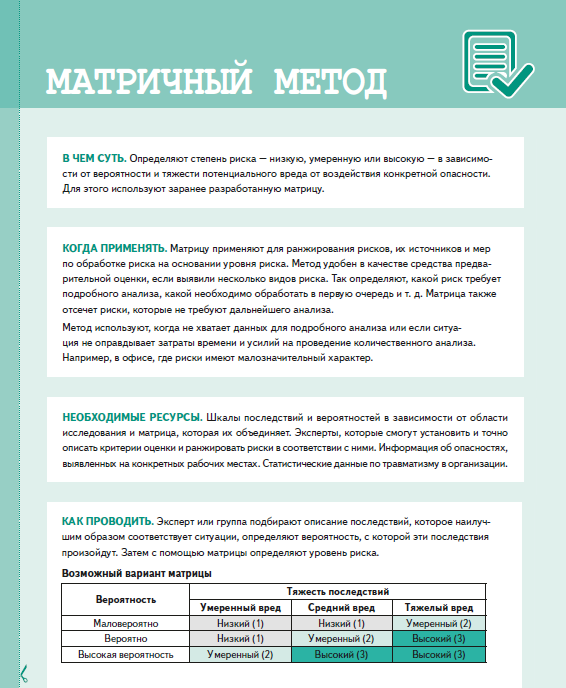 МАТРИЧНЫЙ МЕТОД
В ЧЕМ СУТЬ. Определяют степень риска — низкую, умеренную или высокую — в зависимо-
сти от вероятности и тяжести потенциального вреда от воздействия конкретной опасности.
Для этого используют заранее разработанную матрицу.
КОГДА ПРИМЕНЯТЬ. Матрицу применяют для ранжирования рисков, их источников и мер
по обработке риска на основании уровня риска. Метод удобен в качестве средства предва-
рительной оценки, если выявили несколько видов риска. Так определяют, какой риск требует
подробного анализа, какой необходимо обработать в первую очередь и т. д. Матрица также
отсечет риски, которые не требуют дальнейшего анализа.
Метод используют, когда не хватает данных для подробного анализа или если ситуа-
ция не оправдывает затраты времени и усилий на проведение количественного анализа.
Например, в офисе, где риски имеют малозначительный характер.
НЕОБХОДИМЫЕ РЕСУРСЫ. Шкалы последствий и вероятностей в зависимости от области
исследования и матрица, которая их объединяет. Эксперты, которые смогут установить и точно
описать критерии оценки и ранжировать риски в соответствии с ними. Информация об опасностях,
выявленных на конкретных рабочих местах. Статистические данные по травматизму в организации.
КАК ПРОВОДИТЬ. Эксперт или группа подбирают описание последствий, которое наилуч-
шим образом соответствует ситуации, определяют вероятность, с которой эти последствия
произойдут. Затем с помощью матрицы определяют уровень риска.
Возможный вариант матрицы
Вероятность Тяжесть последствий
Умеренный вред Средний вред Тяжелый вред
Маловероятно Низкий (1) Низкий (1) Умеренный (2)
Вероятно Низкий (1) Умеренный (2) Высокий (3)
Высокая вероятность Умеренный (2) Высокий (3) Высокий (3)